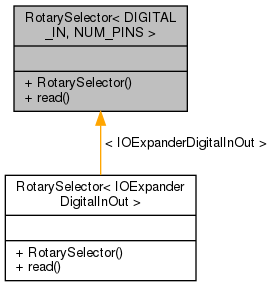 RotarySelector< DIGITAL
_IN, NUM_PINS >
+ RotarySelector()
+ read()
< IOExpanderDigitalInOut >
RotarySelector< IOExpander
DigitalInOut >
+ RotarySelector()
+ read()